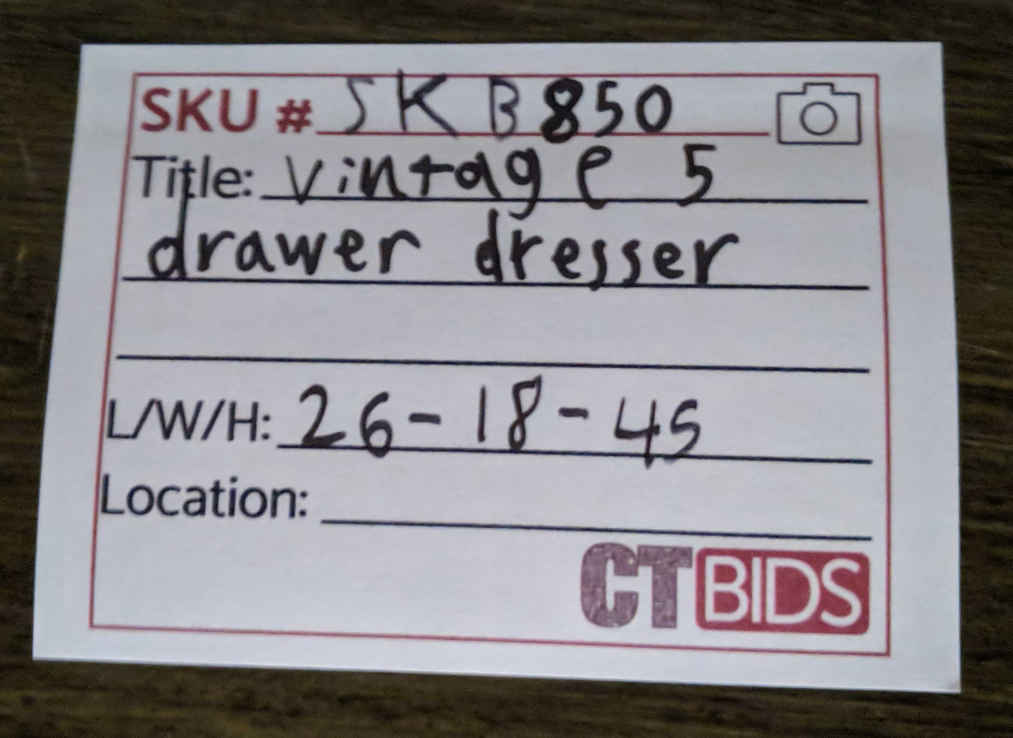 SKU # SKB850
Title: Vintage 5
drawer dresser
L/W/H: 26-18-45
Location:
CTBIDS